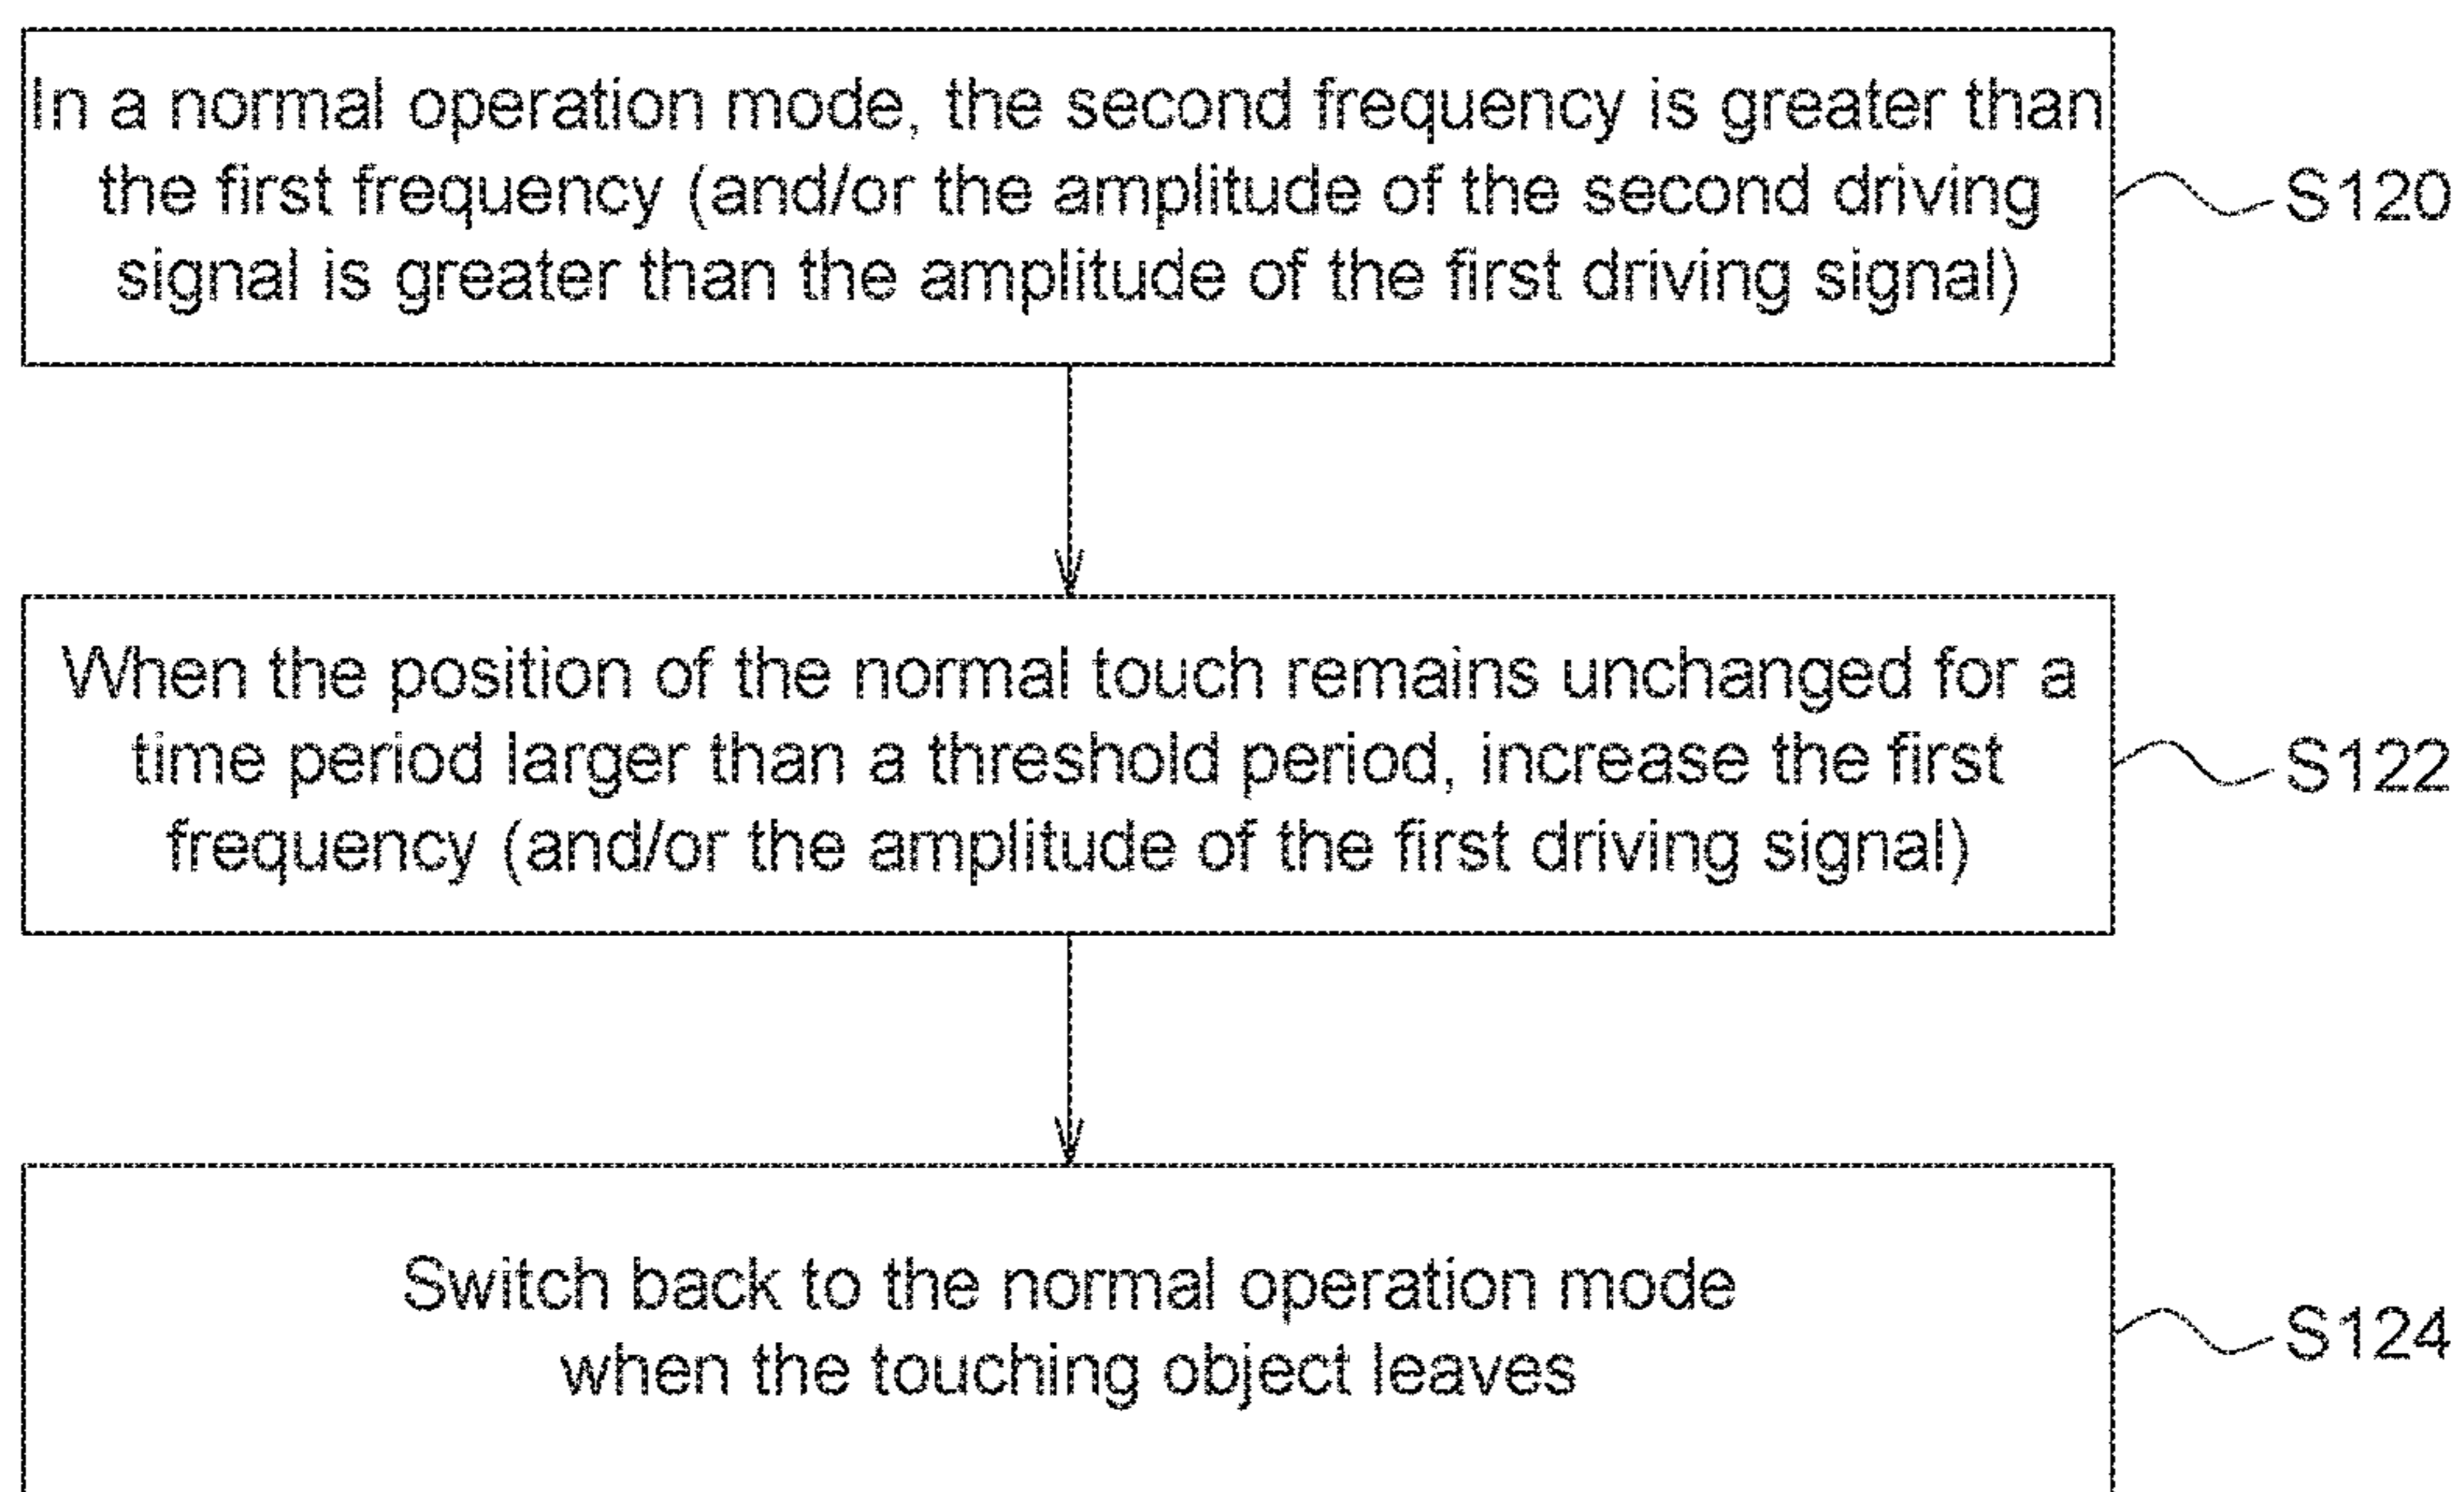 In a normal operation mode, the second frequency is greater than
the first frequency (and/or the amplitude of the second driving
signal is greater than the amplitude of the first driving signal)
S120
When the position of the normal touch remains unchanged for a
time period larger than a threshold period, increase the first
frequency (and/or the amplitude of the first driving signal)
S122
Switch back to the normal operation mode
when the touching object leaves
S124